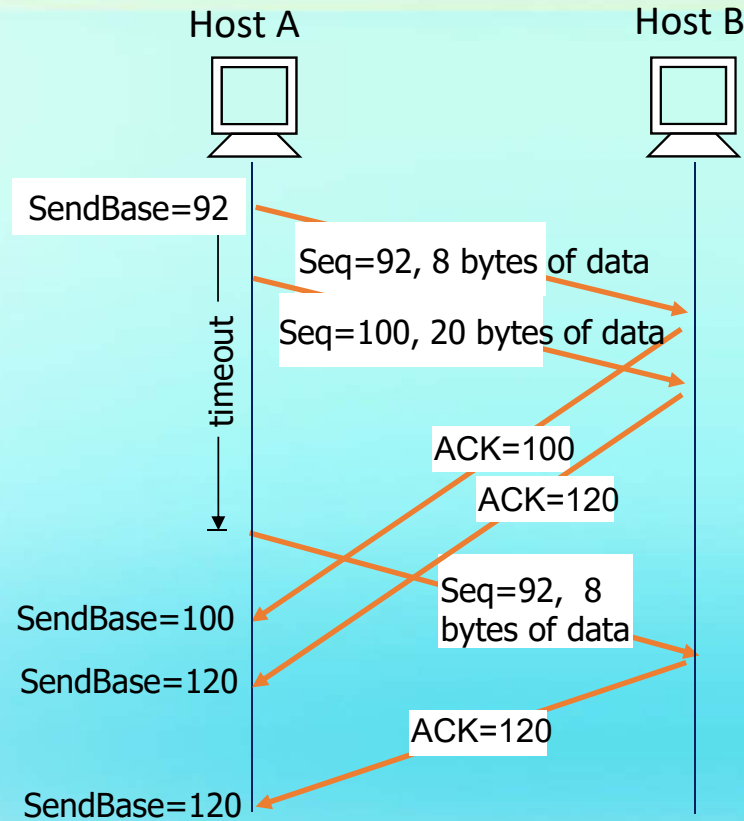 Host A
Host B
SendBase=92
Seq=92, 8 bytes of data
Seq=100, 20 bytes of data
timeout
ACK=100
ACK=120
Seq=92, 8
bytes of data
SendBase=100
SendBase=120
ACK=120
SendBase=120